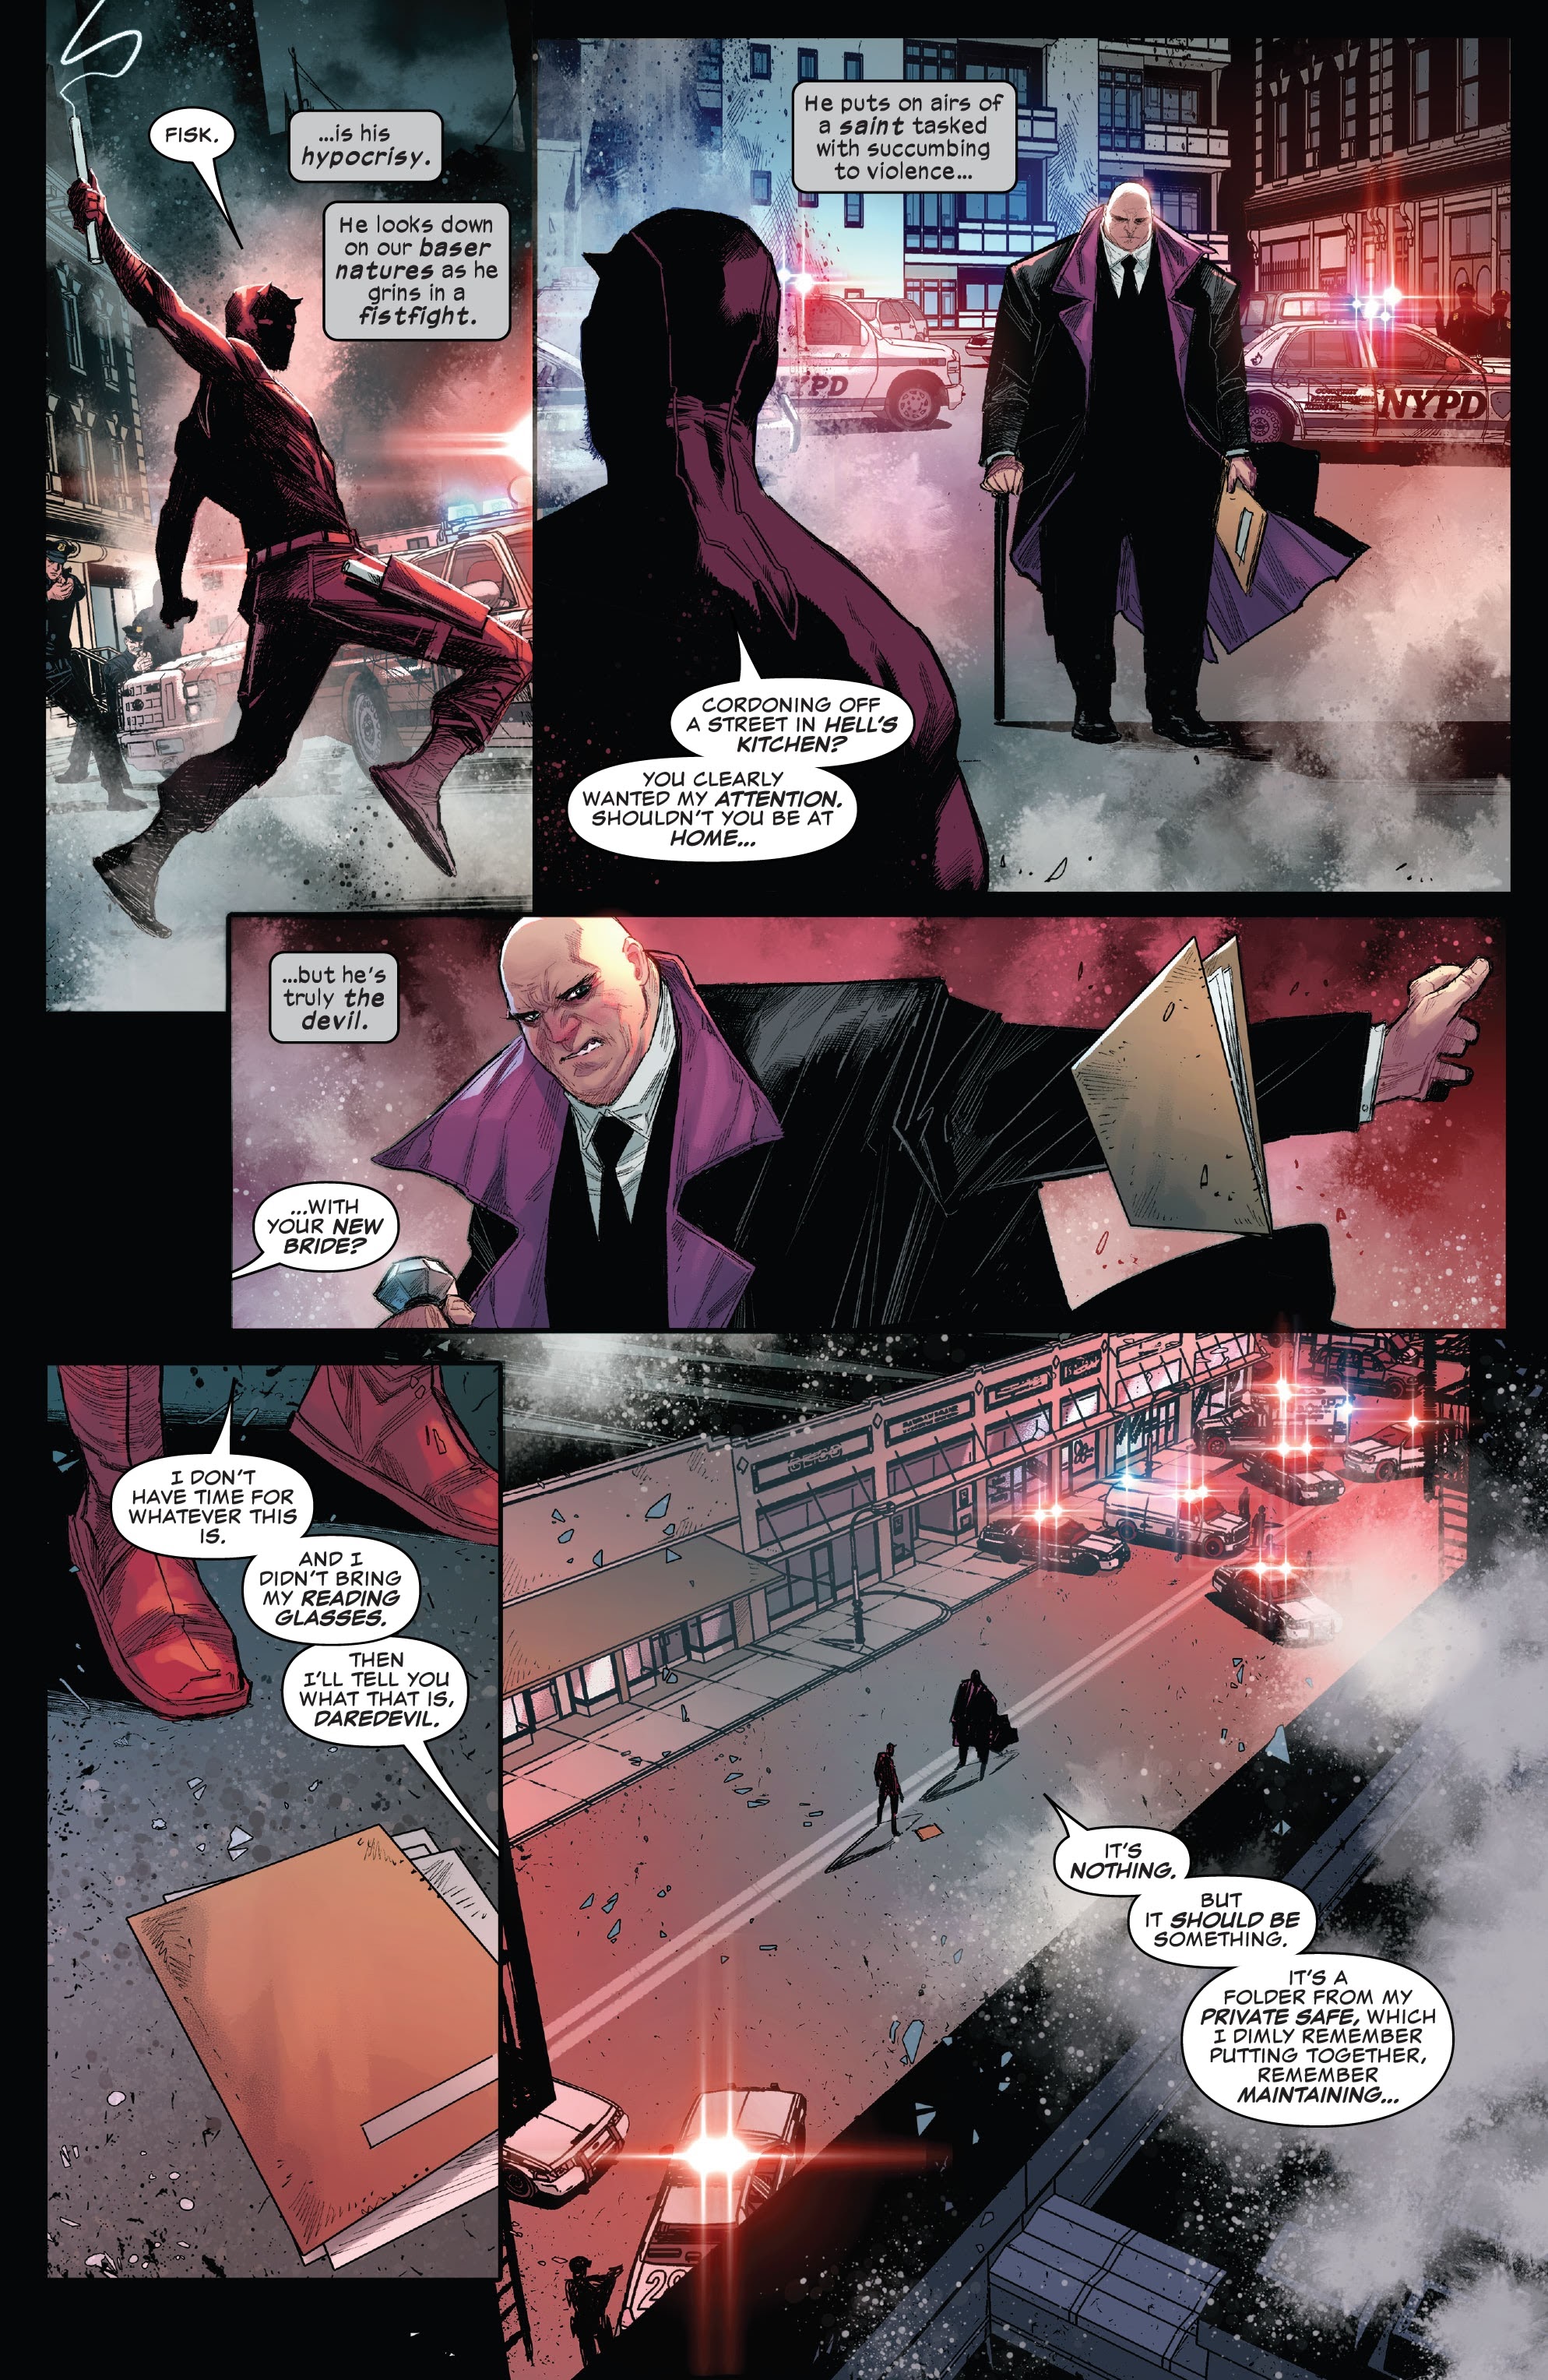 FISK.
...is his
hypocrisy.
He looks down
on our baser
natures as he
grins in a
fistfight.
He puts on airs of
a saint tasked
with succumbing
to violence...
NYPD
NYPD
CORDONING OFF
A STREET IN HELL'S
KITCHEN?
YOU CLEARLY
WANTED MY ATTENTION.
SHOULDN'T YOU BE AT
HOME...
...but he's
truly the
devil.
...WITH
YOUR NEW
BRIDE?
I DON'T
HAVE TIME FOR
WHATEVER THIS
IS.
AND I
DIDN'T BRING
MY READING
GLASSES.
THEN
I'LL TELL YOU
WHAT THAT IS,
DAREDEVIL.
IT'S
NOTHING.
BUT
IT SHOULD BE
SOMETHING.
IT'S A
FOLDER FROM MY
PRIVATE SAFE, WHICH
I DIMLY REMEMBER
PUTTING TOGETHER,
REMEMBER
MAINTAINING...